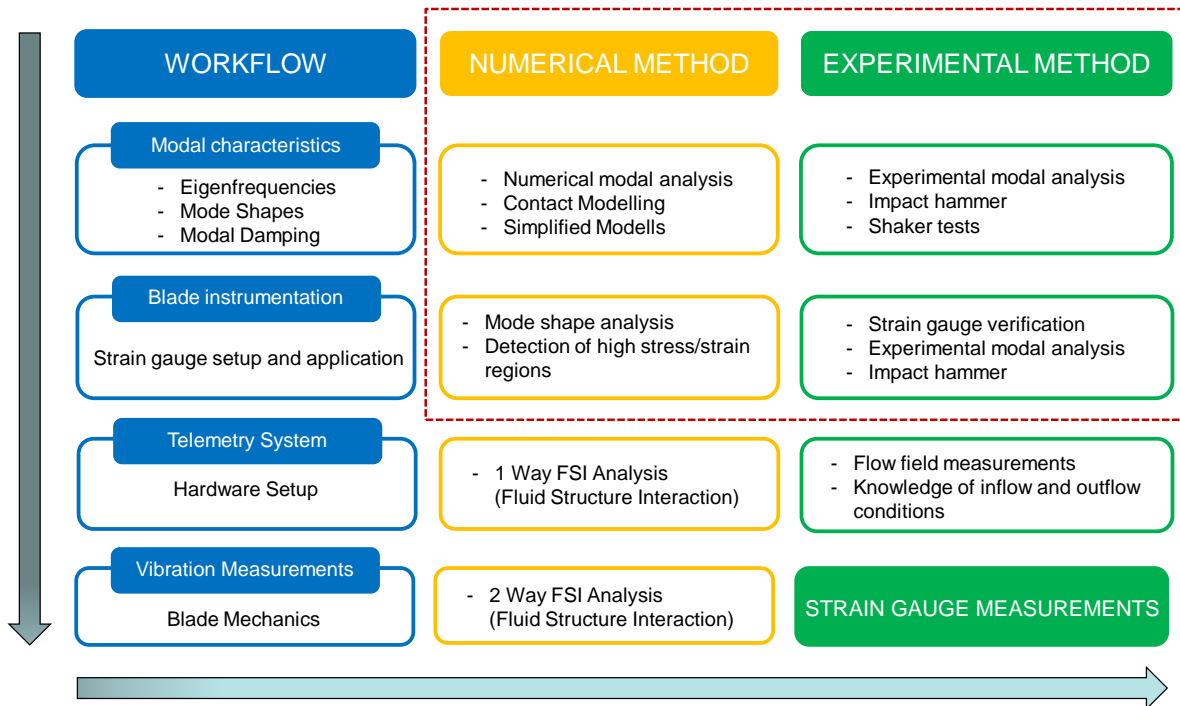 WORKFLOW
NUMERICAL METHOD
EXPERIMENTAL METHOD
Modal characteristics
- Eigenfrequencies
- Mode Shapes
- Modal Damping
- Numerical modal analysis
- Contact Modelling
- Simplified Modells
- Experimental modal analysis
- Impact hammer
- Shaker tests
Blade instrumentation
Strain gauge setup and application
- Mode shape analysis
- Detection of high stress/strain
regions
- Strain gauge verification
- Experimental modal analysis
- Impact hammer
Telemetry System
Hardware Setup
- 1 Way FSI Analysis
(Fluid Structure Interaction)
- Flow field measurements
- Knowledge of inflow and outflow
conditions
Vibration Measurements
Blade Mechanics
- 2 Way FSI Analysis
(Fluid Structure Interaction)
STRAIN GAUGE MEASUREMENTS